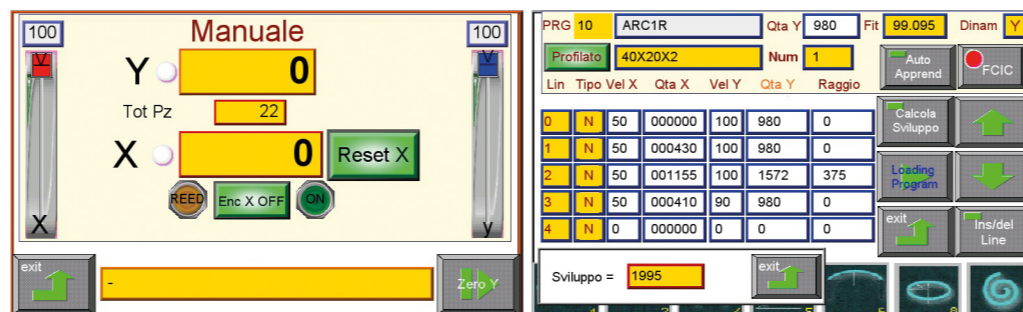 100 Manuale 100
V V
Y 0
Tot Pz 22
X 0 Reset X
REED Enc X OFF ON
X y
exit - Zero Y
PRG 10 ARC1R Qta Y 980 Fit 99.095 Dinam Y
Profilato 40X20X2 Num 1 Auto Apprend FCIC
Lin Tipo Vel X Qta X Vel Y Qta Y Raggio
0 N 50 000000 100 980 0 Calcola Sviluppo
1 N 50 000430 100 980 0
2 N 50 001155 100 1572 375 Loading Program
3 N 50 000410 90 980 0
4 N 0 000000 0 0 0 exit Ins/del Line
Sviluppo = 1995 exit